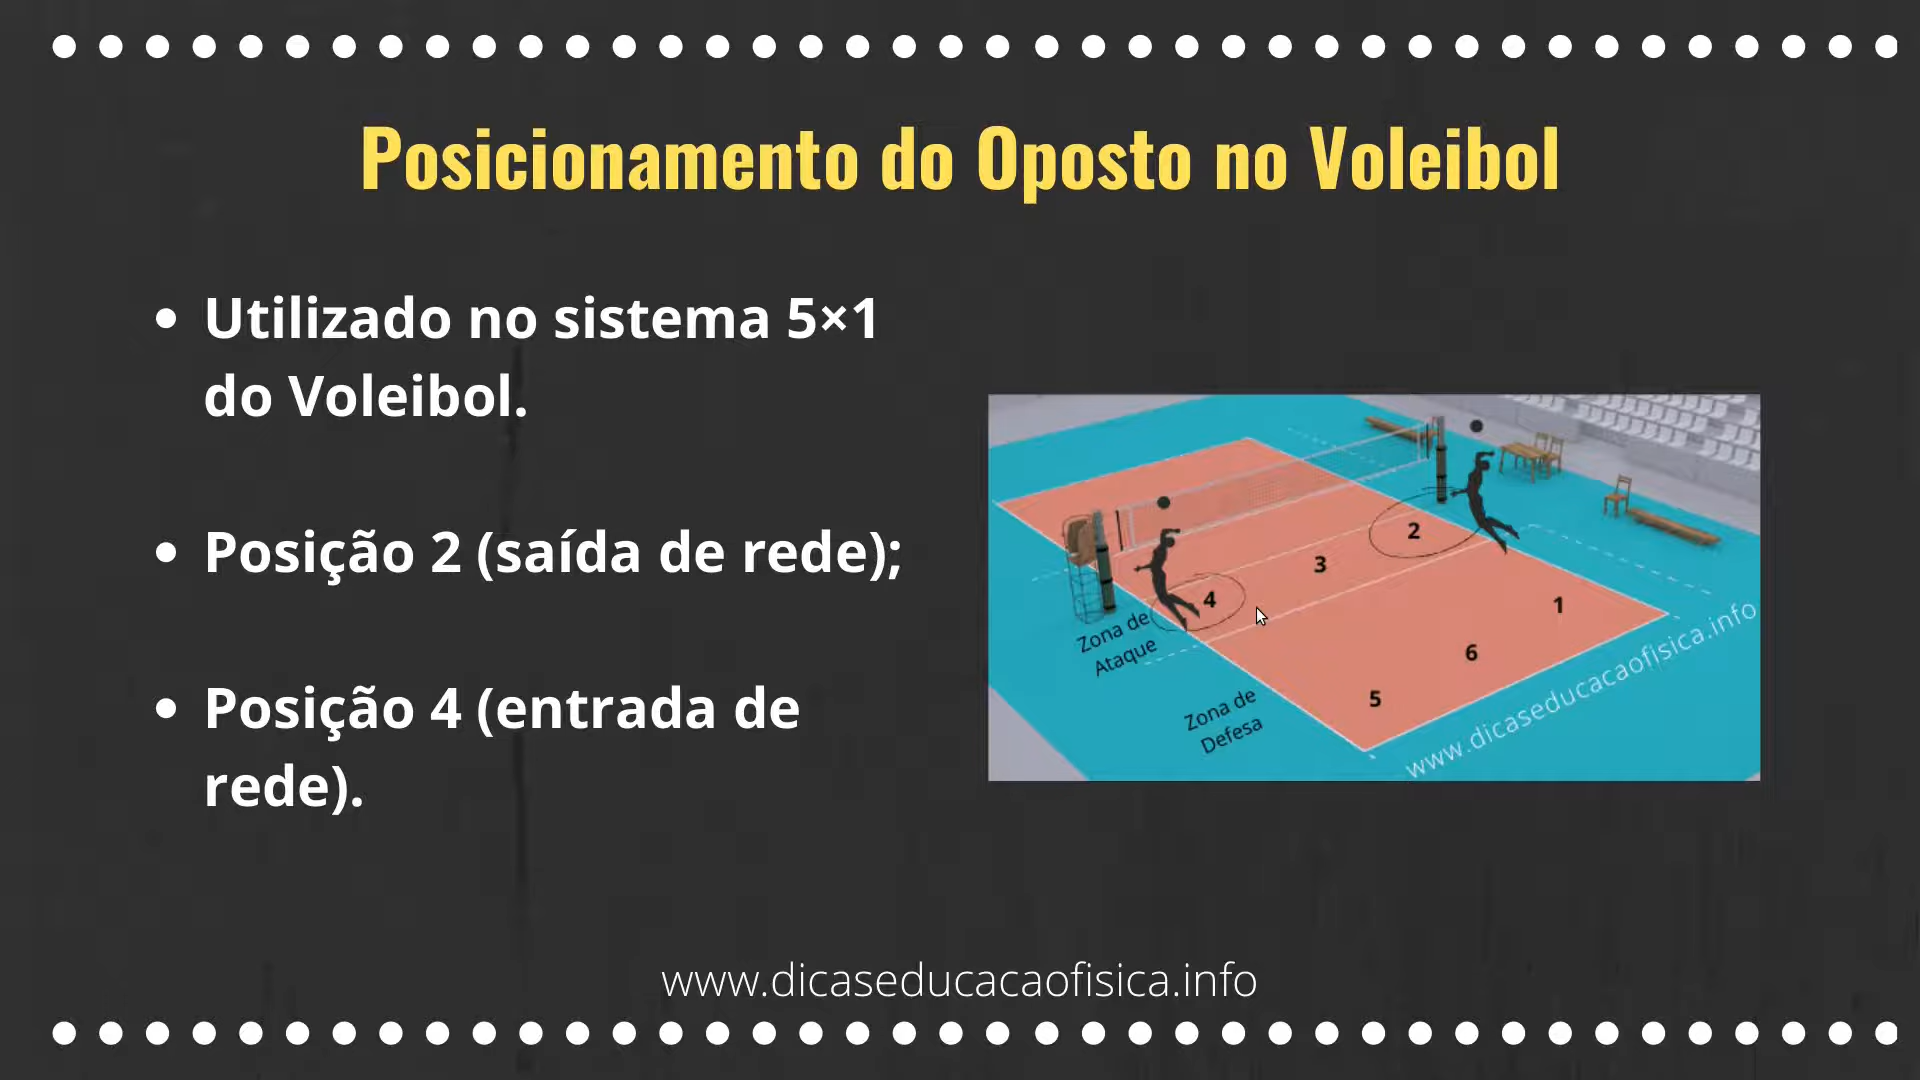 Posicionamento do Oposto no Voleibol
• Utilizado no sistema 5×1
do Voleibol.
• Posição 2 (saída de rede);
• Posição 4 (entrada de
rede).
2
3
4
1
6
5
Zona de
Ataque
Zona de
Defesa
www.dicaseducacaofisica.info
www.dicaseducacaofisica.info